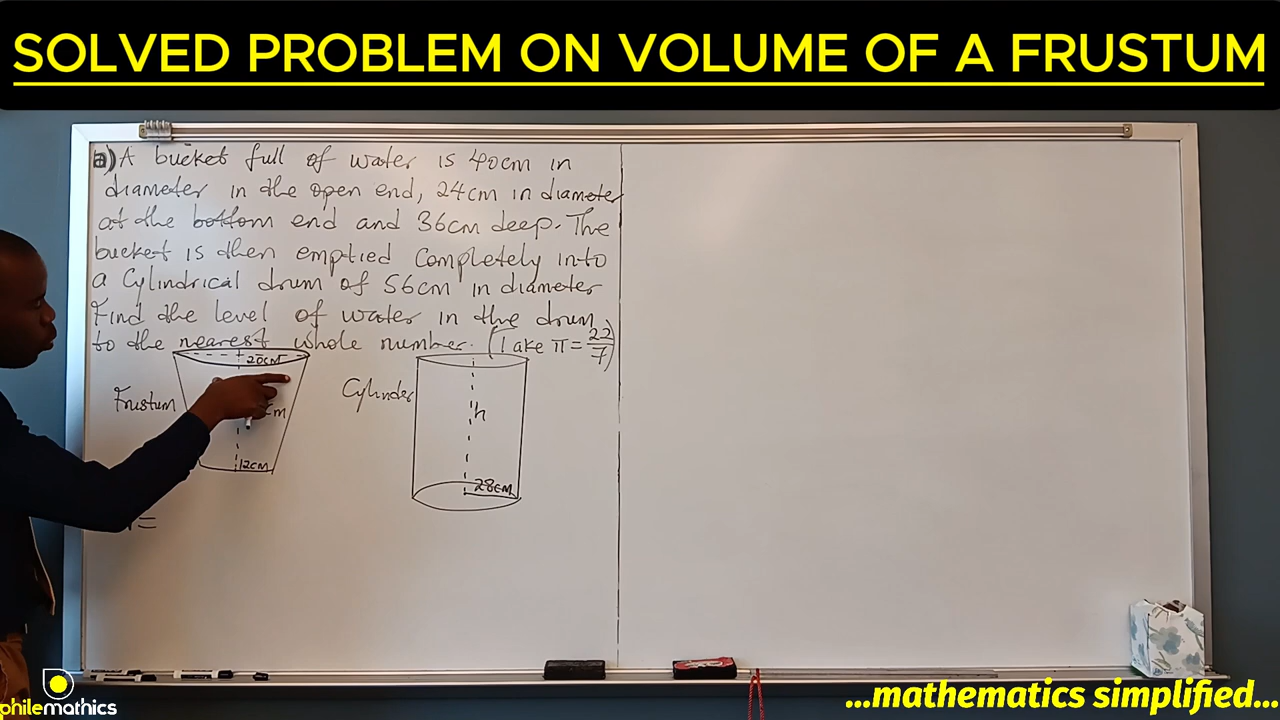 SOLVED PROBLEM ON VOLUME OF A FRUSTUM
a) A bucket full of water is 40cm in
diameter in the open end, 24cm in diameter
at the bottom end and 36cm deep. The
bucket is then emptied completely into
a Cylindrical drum of 56cm in diameter
Find the level of water in the drum
to the nearest whole number. (Take π = 22/7)
20cm
Frustum
cm
12cm
Cylinder
h
28cm
=
philemathics
...mathematics simplified...